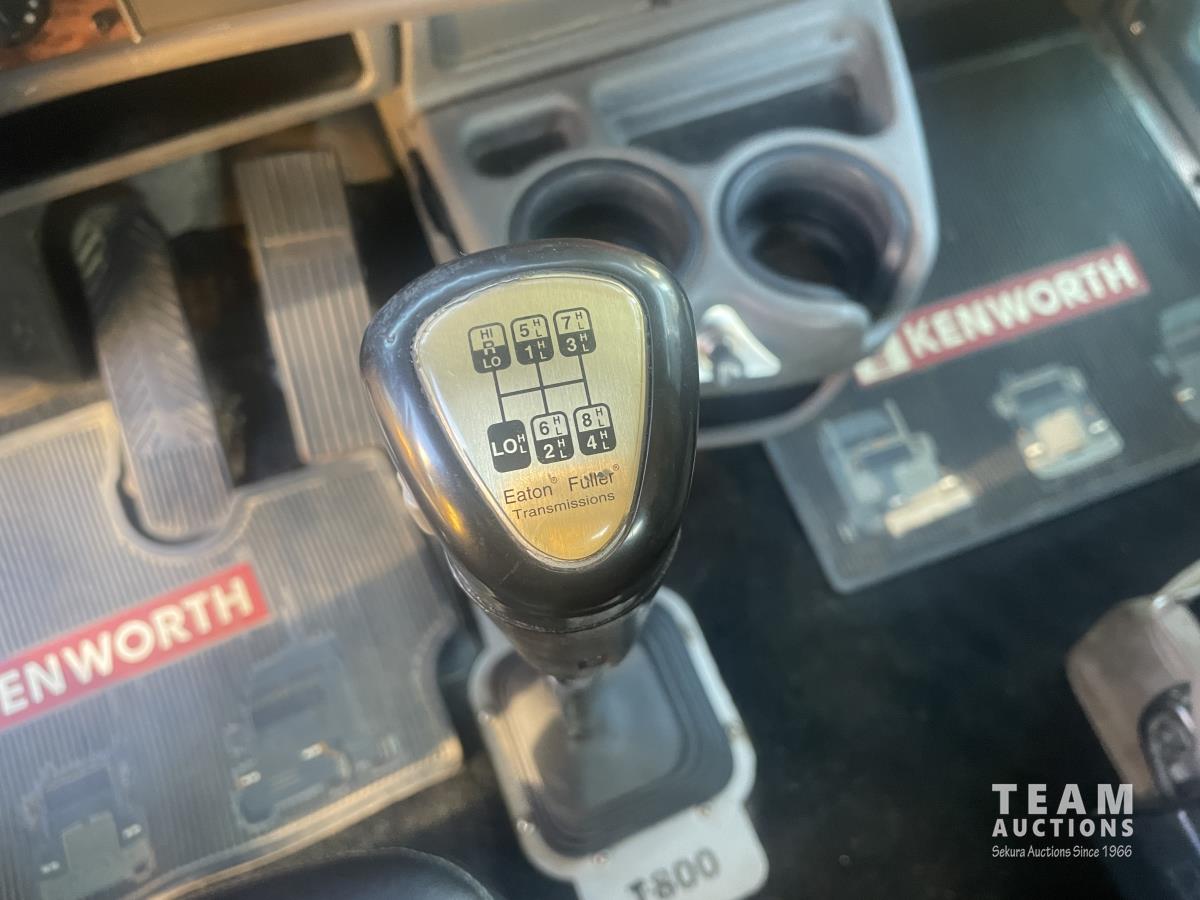 HI 5 H 7 H
R L L
LO 1 H L 3 H L
LO H L 6 H L 8 H L
2 H L 4 H L
Eaton® Fuller®
Transmissions
KENWORTH
ENWORTH
T800
TEAM
AUCTIONS
Sekura Auctions Since 1966